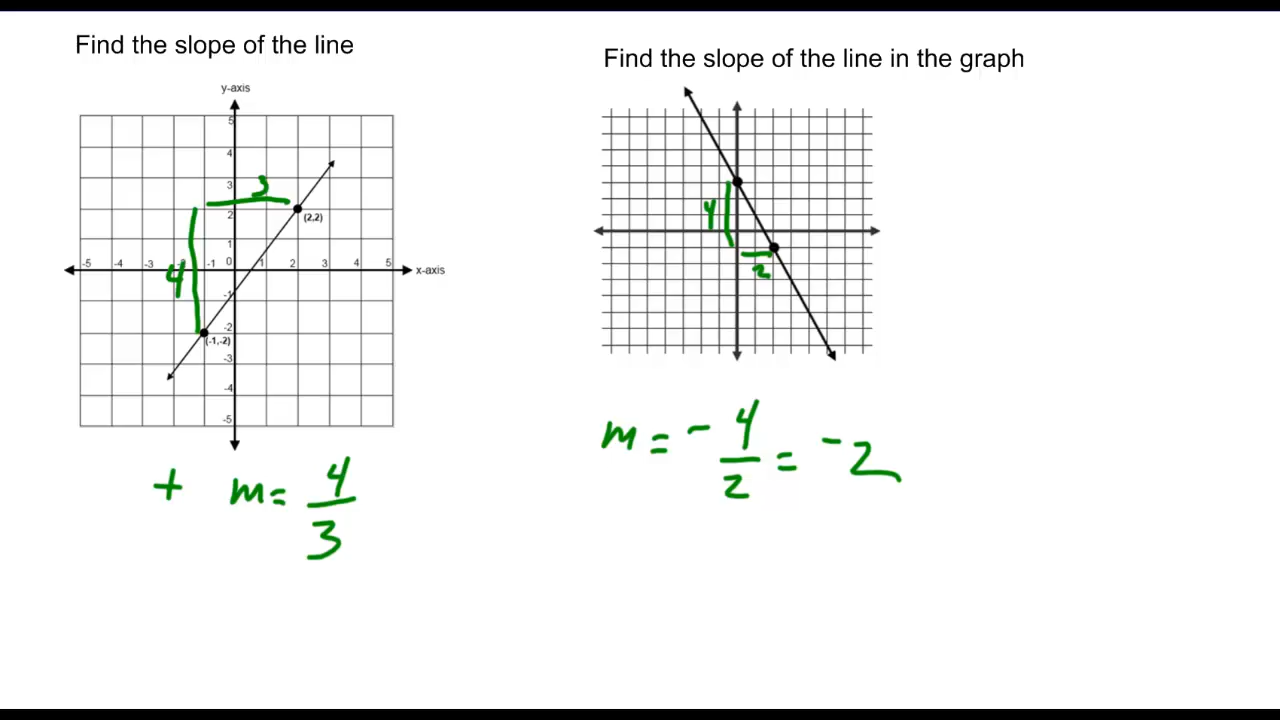 Find the slope of the line
y-axis
5
4
3
3
2
(2,2)
1
-5 -4 -3 -1 0 1 2 3 4 5
x-axis
4
-1
-2
(-1,-2)
-3
-4
-5
+ m = 4/3
Find the slope of the line in the graph
4
2
m = - 4/2 = -2